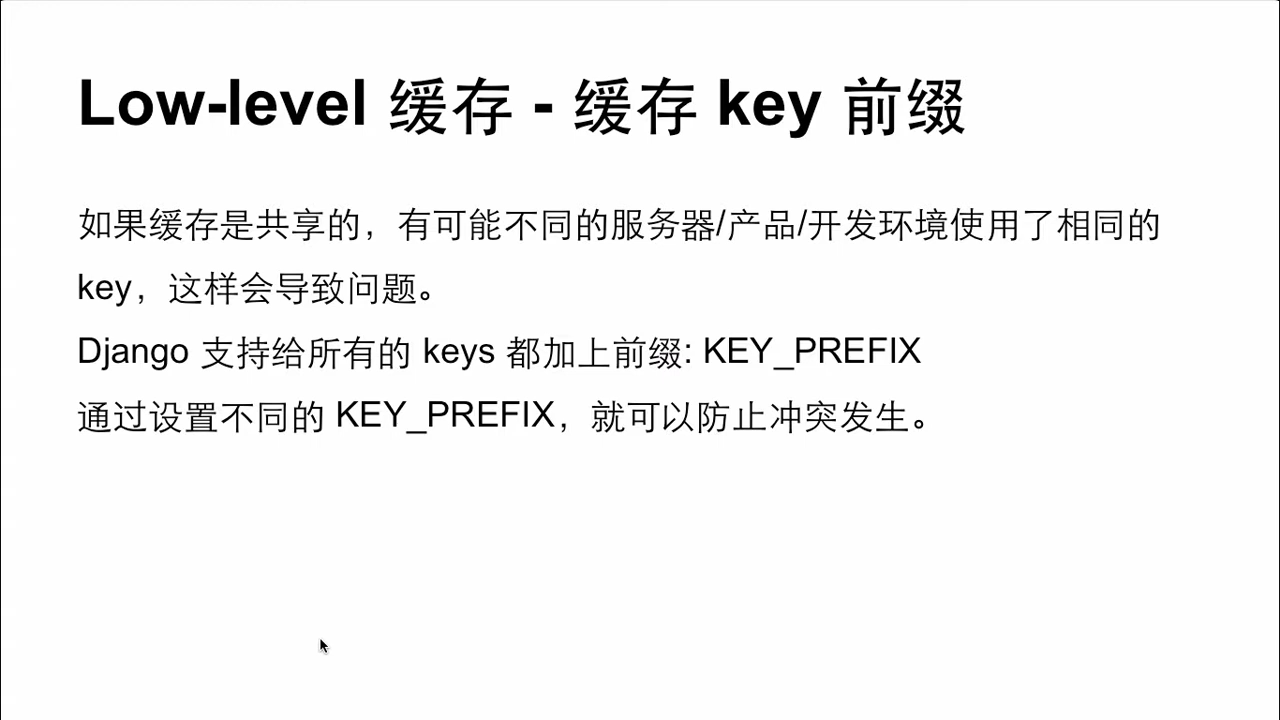 Low-level 缓存 - 缓存 key 前缀
如果缓存是共享的，有可能不同的服务器/产品/开发环境使用了相同的
key，这样会导致问题。
Django 支持给所有的 keys 都加上前缀: KEY_PREFIX
通过设置不同的 KEY_PREFIX，就可以防止冲突发生。